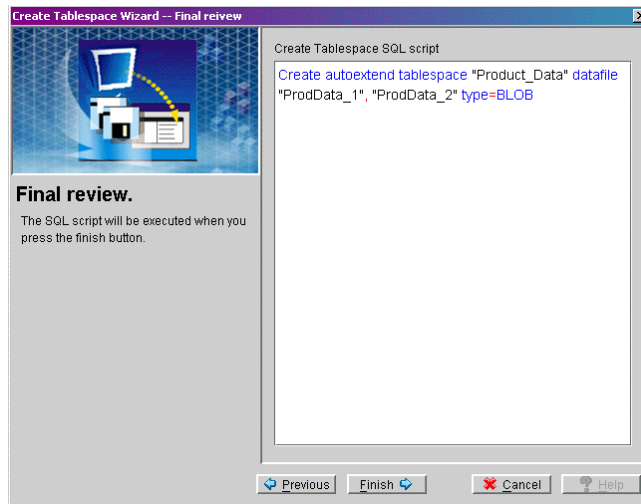 Create Tablespace Wizard -- Final reivew
Create Tablespace SQL script
Create autoextend tablespace "Product_Data" datafile
"ProdData_1", "ProdData_2" type=BLOB
Final review.
The SQL script will be executed when you
press the finish button.
Previous
Finish
Cancel
Help